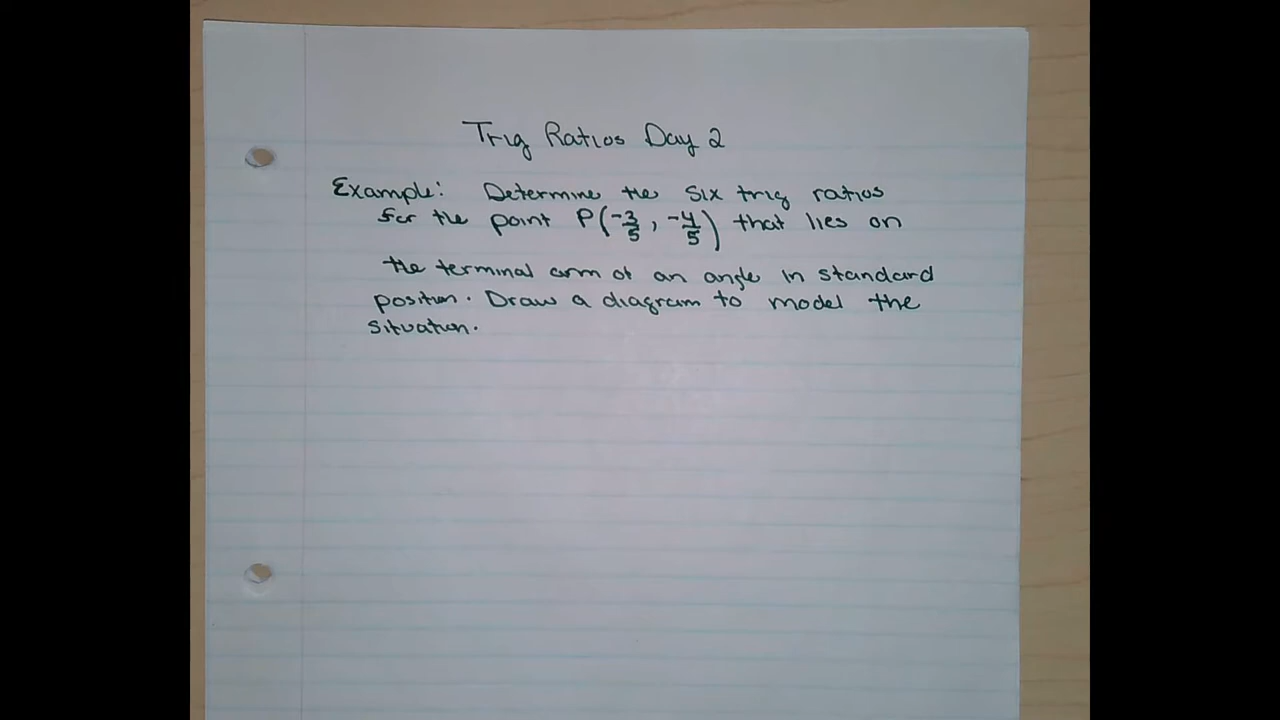 Trig Ratios Day 2
Example: Determine the six trig ratios
for the point P(-3/5, -4/5) that lies on
the terminal arm of an angle in standard
position. Draw a diagram to model the
situation.